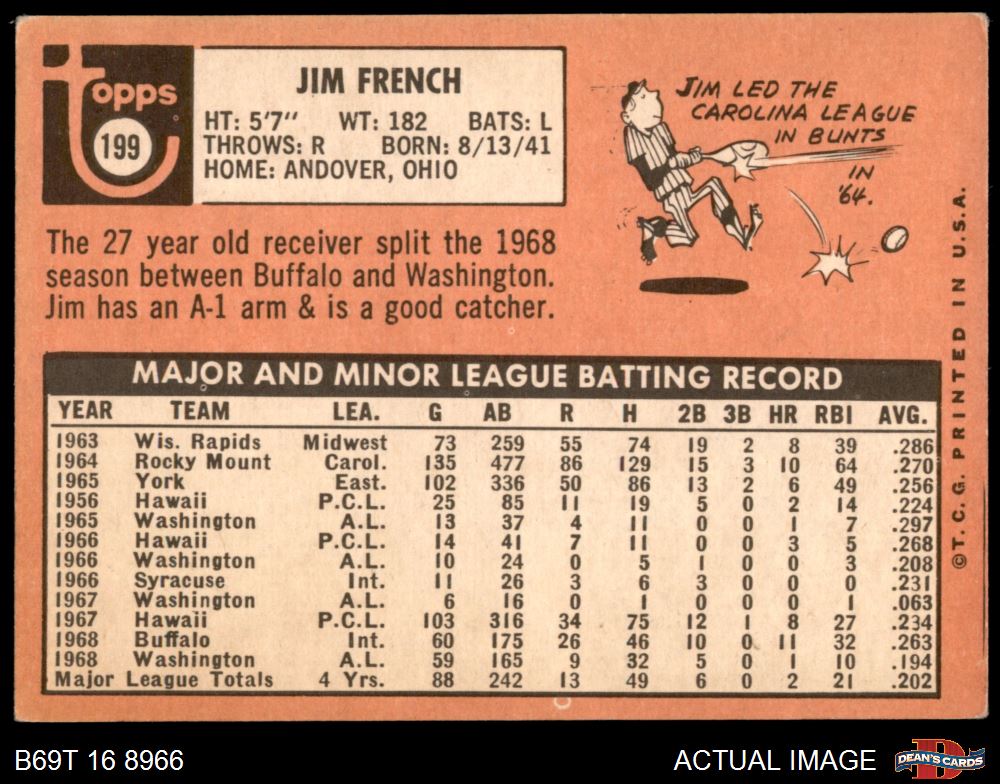 Topps
199
JIM FRENCH
HT: 5'7" WT: 182 BATS: L
THROWS: R BORN: 8/13/41
HOME: ANDOVER, OHIO
JIM LED THE
CAROLINA LEAGUE
IN BUNTS
IN
'64.
The 27 year old receiver split the 1968
season between Buffalo and Washington.
Jim has an A-1 arm & is a good catcher.
MAJOR AND MINOR LEAGUE BATTING RECORD
YEAR TEAM LEA. G AB R H 2B 3B HR RBI AVG.
1963 Wis. Rapids Midwest 73 259 55 74 19 2 8 39 .286
1964 Rocky Mount Carol. 135 477 86 129 15 3 10 64 .270
1965 York East. 102 336 50 86 13 2 6 49 .256
1956 Hawaii P.C.L. 25 85 11 19 5 0 2 14 .224
1965 Washington A.L. 13 37 4 11 0 0 1 7 .297
1966 Hawaii P.C.L. 14 41 7 11 0 0 3 5 .268
1966 Washington A.L. 10 24 0 5 1 0 0 3 .208
1966 Syracuse Int. 11 26 3 6 3 0 0 0 .231
1967 Washington A.L. 6 16 0 1 0 0 0 1 .063
1967 Hawaii P.C.L. 103 316 34 75 12 1 8 27 .234
1968 Buffalo Int. 60 175 26 46 10 0 11 32 .263
1968 Washington A.L. 59 165 9 32 5 0 1 10 .194
Major League Totals 4 Yrs. 88 242 13 49 6 0 2 21 .202
©T.C.G. PRINTED IN U.S.A.
B69T 16 8966
ACTUAL IMAGE
DEAN'S CARDS